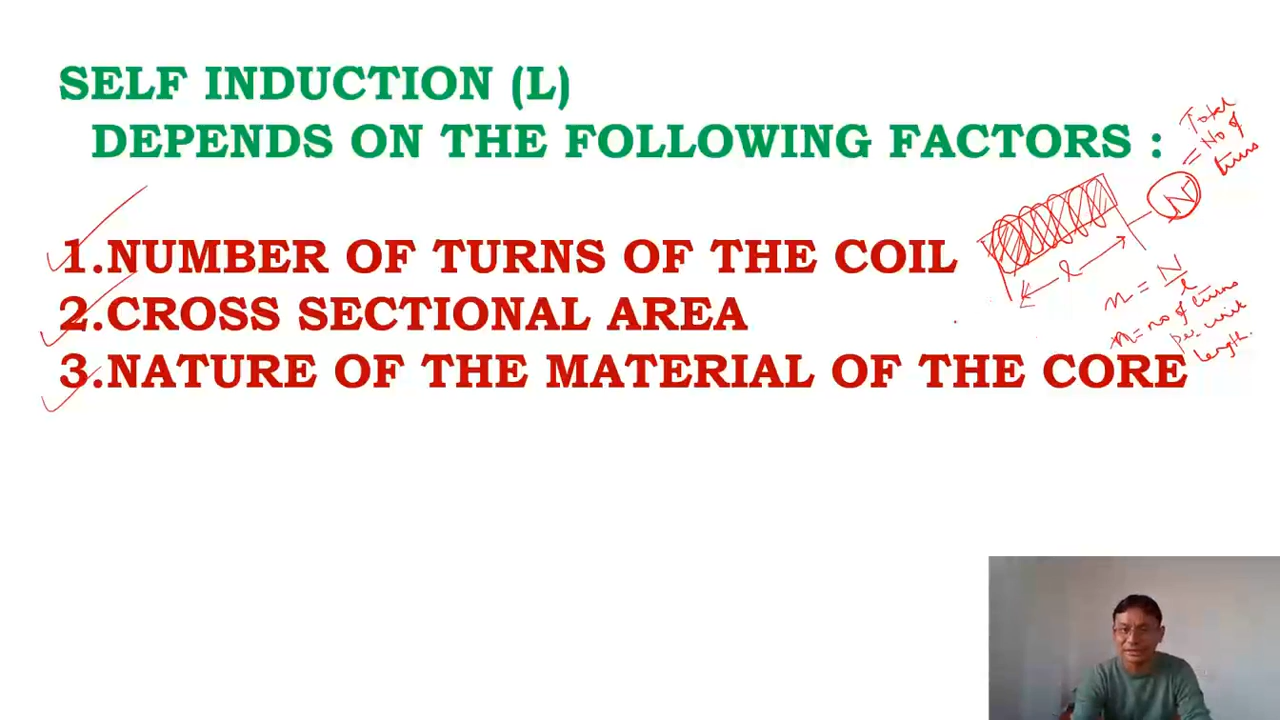 SELF INDUCTION (L)
DEPENDS ON THE FOLLOWING FACTORS :
1.NUMBER OF TURNS OF THE COIL
2.CROSS SECTIONAL AREA
3.NATURE OF THE MATERIAL OF THE CORE
Total
No of
turns
=
N
l
n = N/l
n = no of turns
per unit
length.